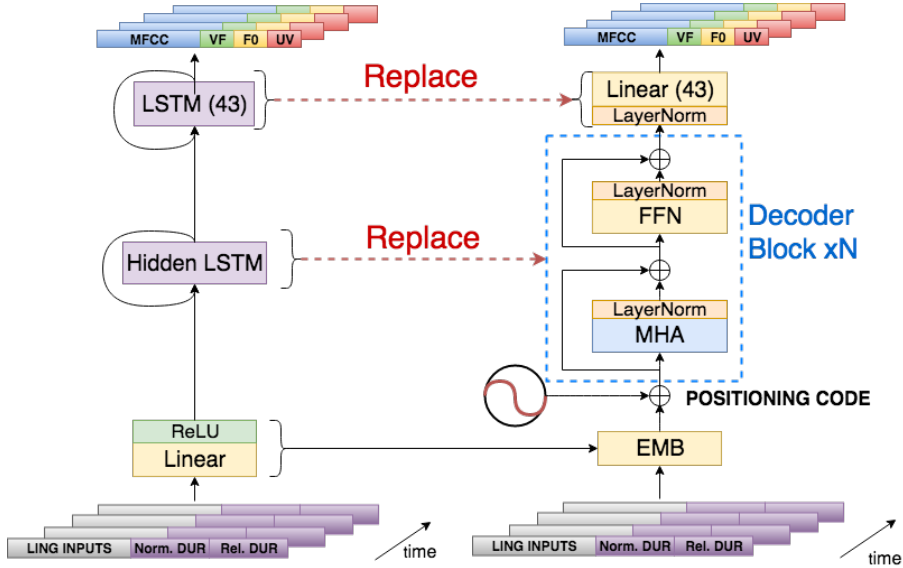 MFCC VF F0 UV
MFCC VF F0 UV
LSTM (43)
Replace
Linear (43)
LayerNorm
LayerNorm
FFN
Decoder
Block xN
Hidden LSTM
Replace
LayerNorm
MHA
POSITIONING CODE
ReLU
Linear
EMB
LING INPUTS Norm. DUR Rel. DUR
time
LING INPUTS Norm. DUR Rel. DUR
time